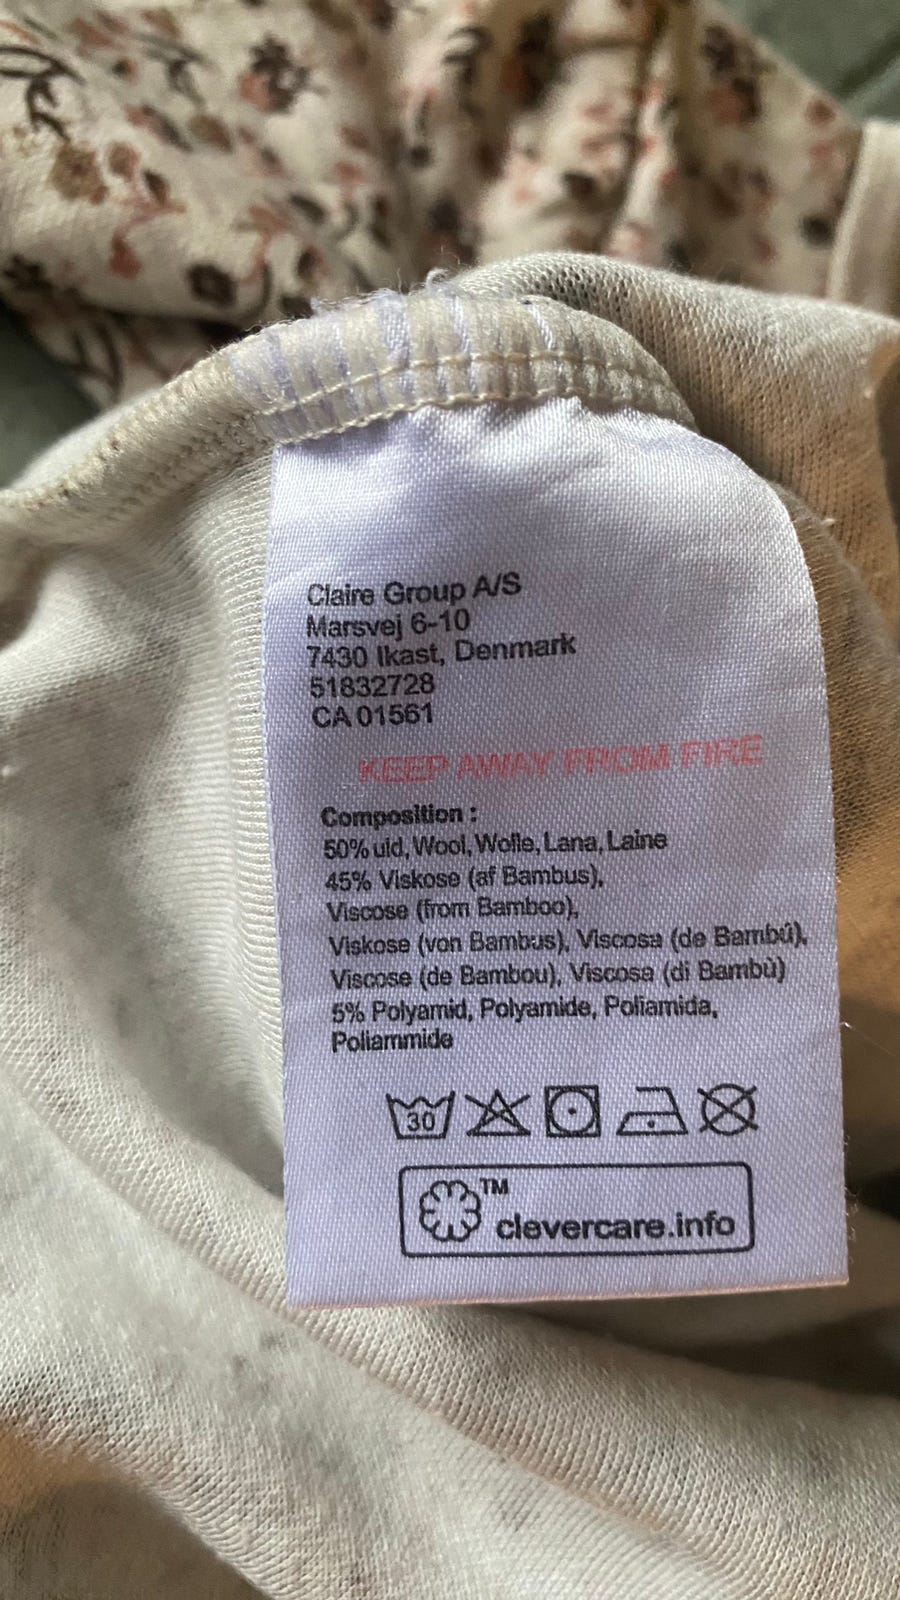 Claire Group A/S
Marsvej 6-10
7430 Ikast, Denmark
51832728
CA 01561
KEEP AWAY FROM FIRE
Composition :
50% uld, Wool, Wolle, Lana, Laine
45% Viskose (af Bambus),
Viscose (from Bamboo),
Viskose (von Bambus), Viscosa (de Bambú),
Viscose (de Bambou), Viscosa (di Bambù)
5% Polyamid, Polyamide, Poliamida,
Poliammide
30
TM
clevercare.info